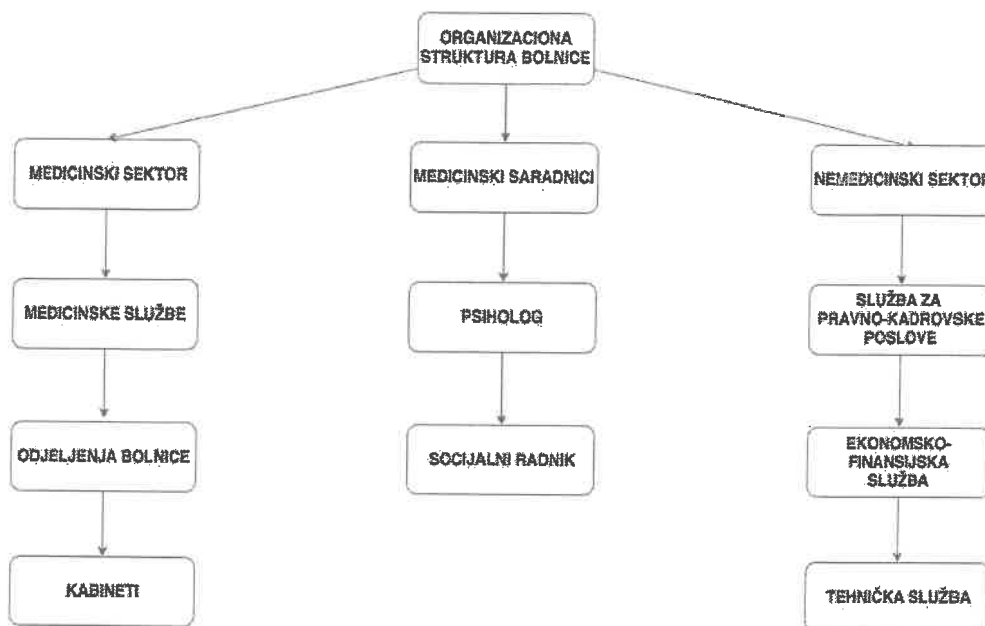 ORGANIZACIONA
STRUKTURA BOLNICE
MEDICINSKI SEKTOR
MEDICINSKI SARADNICI
NEMEDICINSKI SEKTOR
MEDICINSKE SLUŽBE
PSIHOLOG
SLUŽBA ZA
PRAVNO-KADROVSKE
POSLOVE
ODJELJENJA BOLNICE
SOCIJALNI RADNIK
EKONOMSKO-
FINANSIJSKA
SLUŽBA
KABINETI
TEHNIČKA SLUŽBA